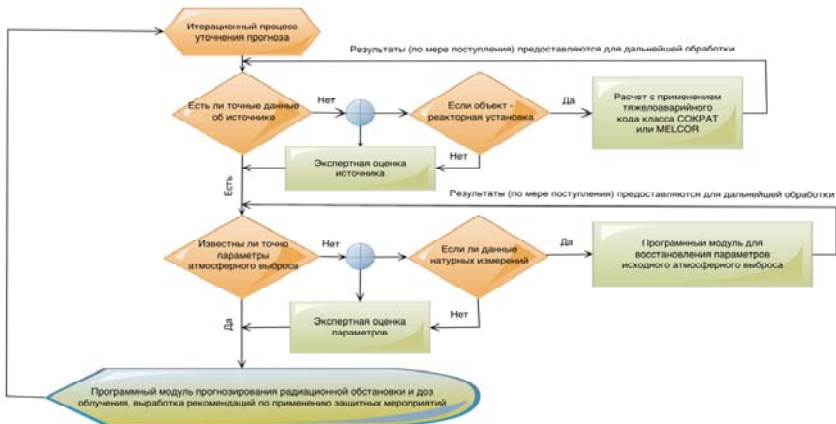 Итерационный процесс
уточнения прогноза
Результаты (по мере поступления) предоставляются для дальнейшей обработки
Есть ли точные данные
об источнике
Нет
Если объект -
реакторная установка
Да
Расчет с применением
тяжелоаварийного
кода класса СОКРАТ
или MELCOR
Экспертная оценка
источника
Нет
Есть
Результаты (по мере поступления) предоставляются для дальнейшей обработки
Известны ли точно
параметры
атмосферного выброса
Нет
Если ли данные
натурных измерений
Да
Программный модуль для
восстановления параметров
исходного атмосферного выброса
Экспертная оценка
параметров
Нет
Да
Программный модуль прогнозирования радиационной обстановки и доз
облучения, выработка рекомендаций по применению защитных мероприятий